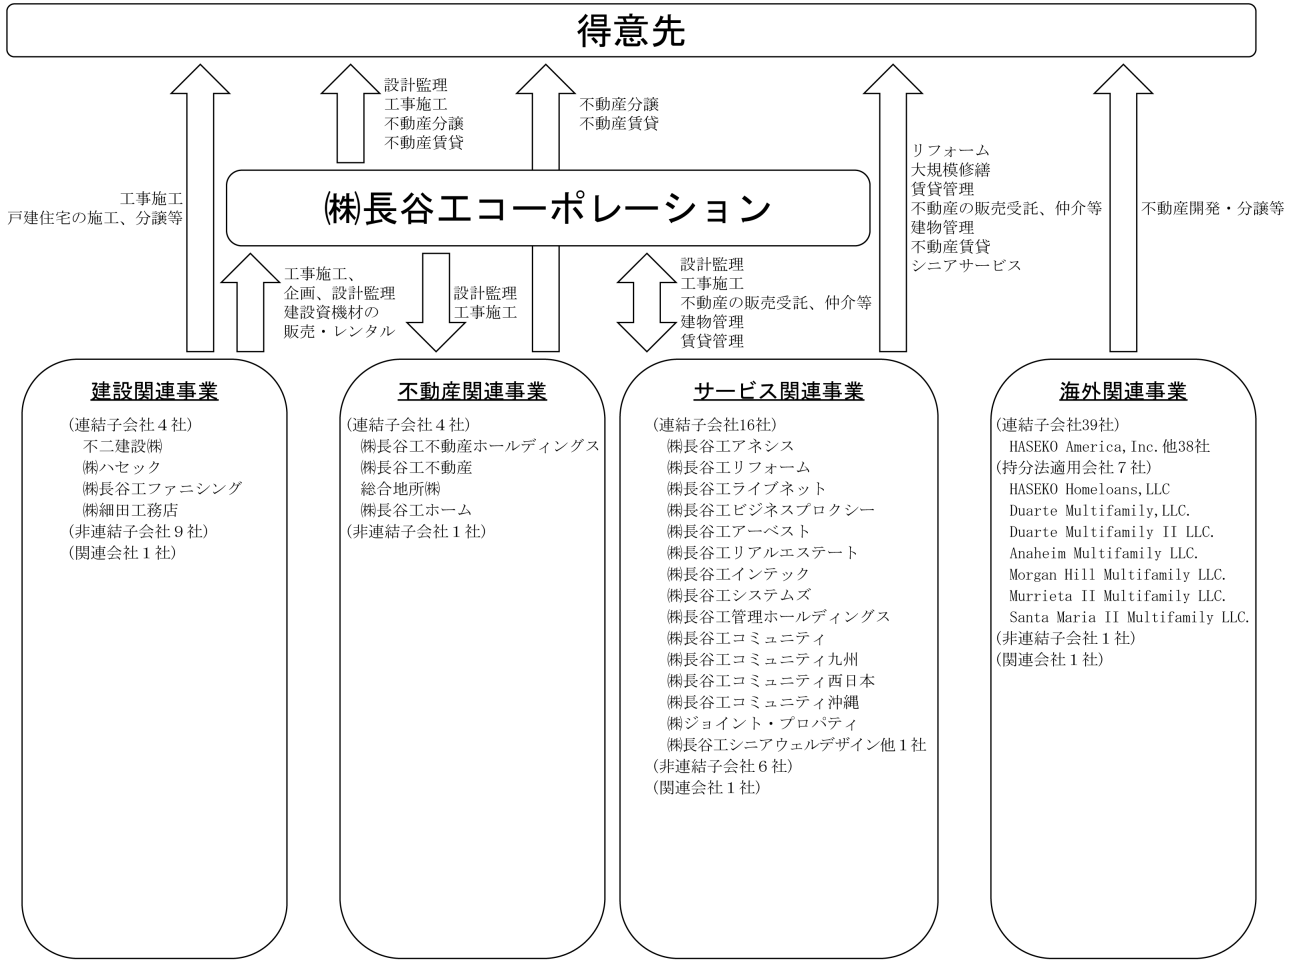 得意先
設計監理
工事施工
不動産分譲
不動産賃貸
不動産分譲
不動産賃貸
工事施工
戸建住宅の施工、分譲等
リフォーム
大規模修繕
賃貸管理
不動産の販売受託、仲介等
建物管理
不動産賃貸
シニアサービス
不動産開発・分譲等
㈱長谷工コーポレーション
工事施工、
企画、設計監理
建設資機材の
販売・レンタル
設計監理
工事施工
設計監理
工事施工
不動産の販売受託、仲介等
建物管理
賃貸管理
建設関連事業
(連結子会社４社)
不二建設㈱
㈱ハセック
㈱長谷工ファニシング
㈱細田工務店
(非連結子会社９社)
(関連会社１社)
不動産関連事業
(連結子会社４社)
㈱長谷工不動産ホールディングス
㈱長谷工不動産
総合地所㈱
㈱長谷工ホーム
(非連結子会社１社)
サービス関連事業
(連結子会社16社)
㈱長谷工アネシス
㈱長谷工リフォーム
㈱長谷工ライブネット
㈱長谷工ビジネスプロクシー
㈱長谷工アーベスト
㈱長谷工リアルエステート
㈱長谷工インテック
㈱長谷工システムズ
㈱長谷工管理ホールディングス
㈱長谷工コミュニティ
㈱長谷工コミュニティ九州
㈱長谷工コミュニティ西日本
㈱長谷工コミュニティ沖縄
㈱ジョイント・プロパティ
㈱長谷工シニアウェルデザイン他１社
(非連結子会社６社)
(関連会社１社)
海外関連事業
(連結子会社39社)
HASEKO America,Inc.他38社
(持分法適用会社７社)
HASEKO Homeloans,LLC
Duarte Multifamily,LLC.
Duarte Multifamily II LLC.
Anaheim Multifamily LLC.
Morgan Hill Multifamily LLC.
Murrieta II Multifamily LLC.
Santa Maria II Multifamily LLC.
(非連結子会社１社)
(関連会社１社)